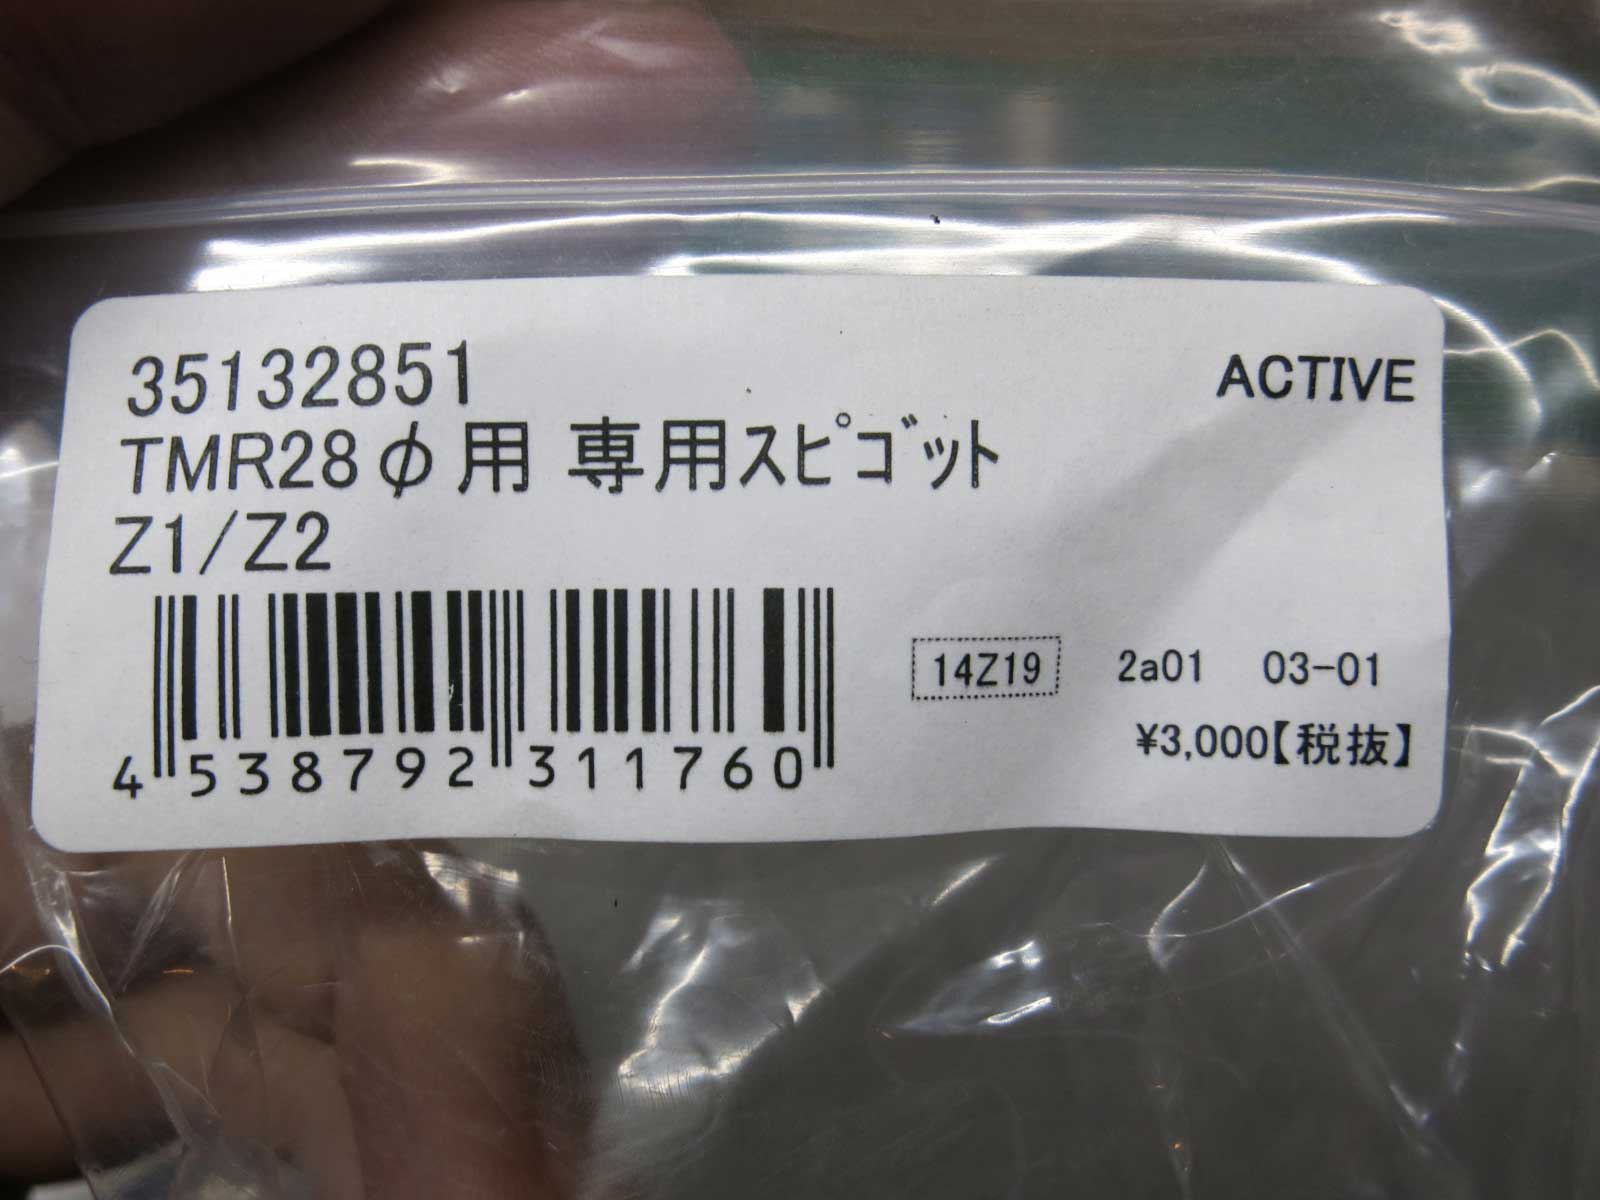 35132851
ACTIVE
TMR28φ用 専用ｽﾋﾟｺﾞｯﾄ
Z1/Z2
14Z19 2a01 03-01
¥3,000【税抜】
4 538792 311760